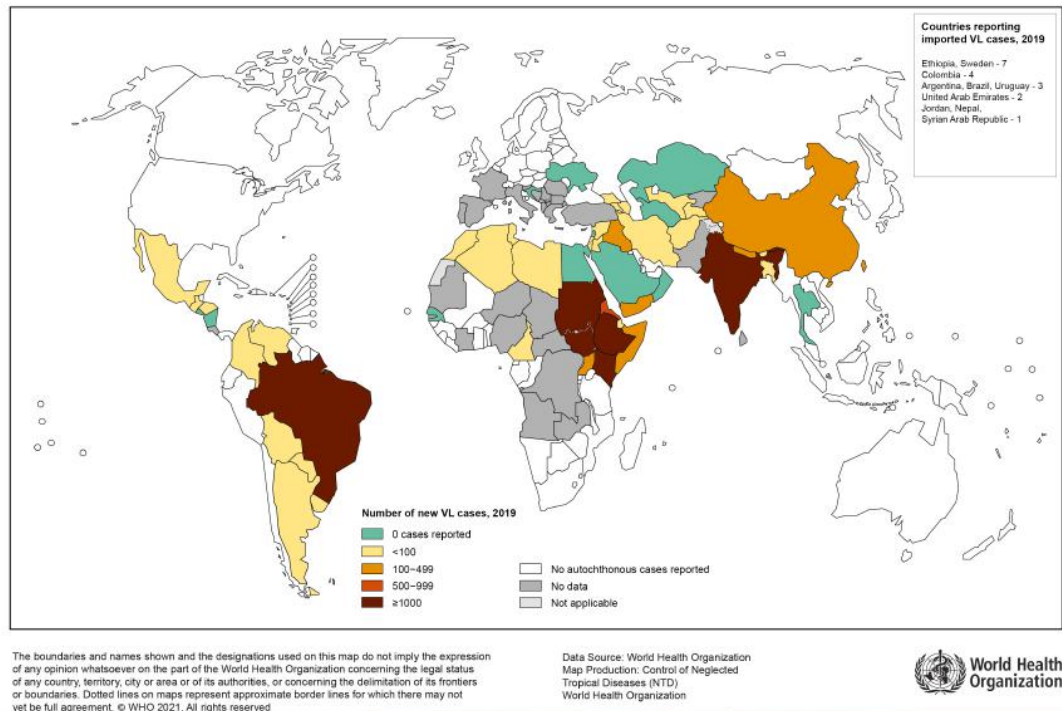 Countries reporting
imported VL cases, 2019
Ethiopia, Sweden - 7
Colombia - 4
Argentina, Brazil, Uruguay - 3
United Arab Emirates - 2
Jordan, Nepal,
Syrian Arab Republic - 1
Number of new VL cases, 2019
0 cases reported
<100
100–499
500–999
≥1000
No autochthonous cases reported
No data
Not applicable
The boundaries and names shown and the designations used on this map do not imply the expression
of any opinion whatsoever on the part of the World Health Organization concerning the legal status
of any country, territory, city or area or of its authorities, or concerning the delimitation of its frontiers
or boundaries. Dotted lines on maps represent approximate border lines for which there may not
yet be full agreement. © WHO 2021. All rights reserved
Data Source: World Health Organization
Map Production: Control of Neglected
Tropical Diseases (NTD)
World Health Organization
World Health
Organization